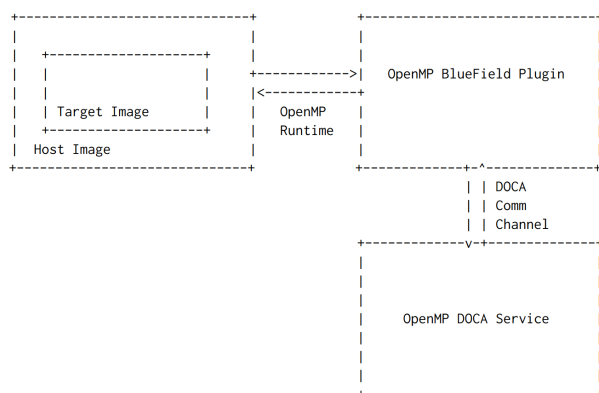 OpenMP BlueField Plugin
Target Image
OpenMP
Runtime
Host Image
DOCA
Comm
Channel
OpenMP DOCA Service